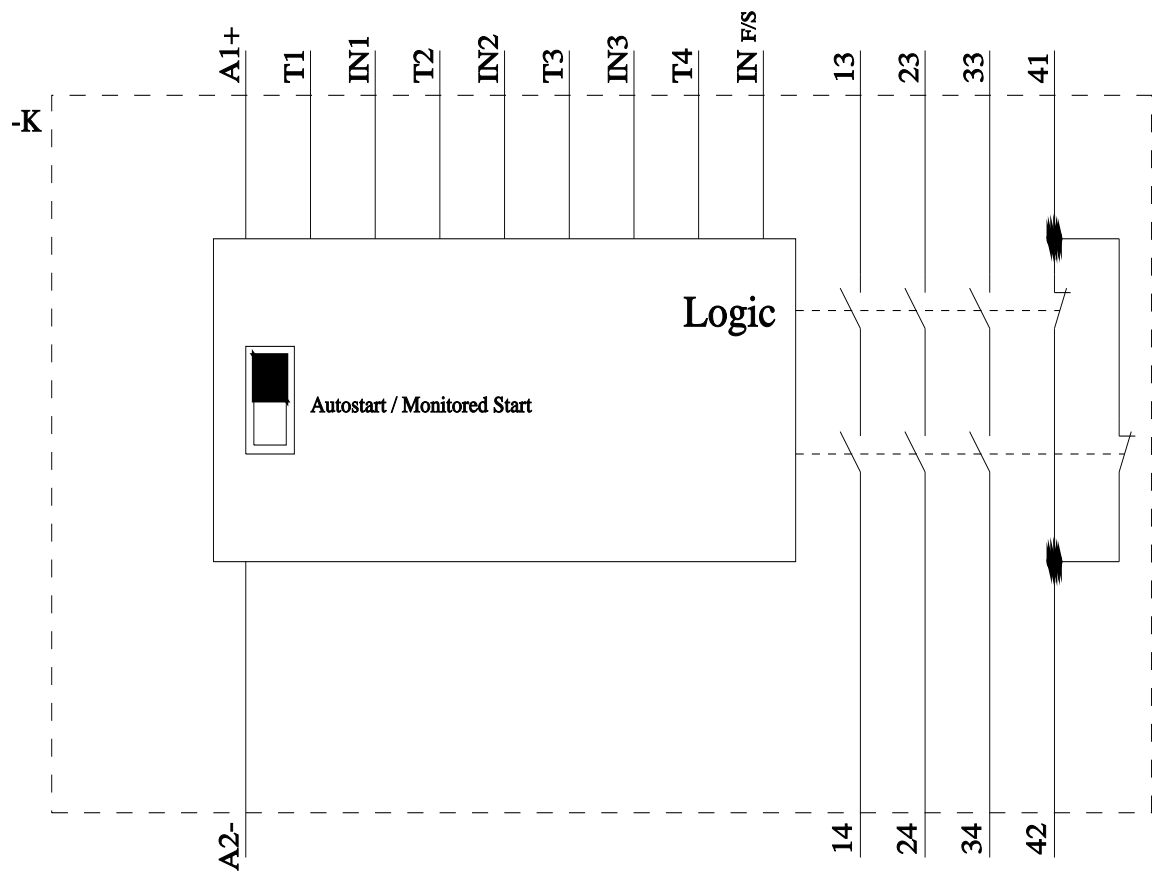 A1+
T1
IN1
T2
IN2
T3
IN3
T4
IN F/S
13
23
33
41
-K
Logic
Autostart / Monitored Start
A2-
14
24
34
42